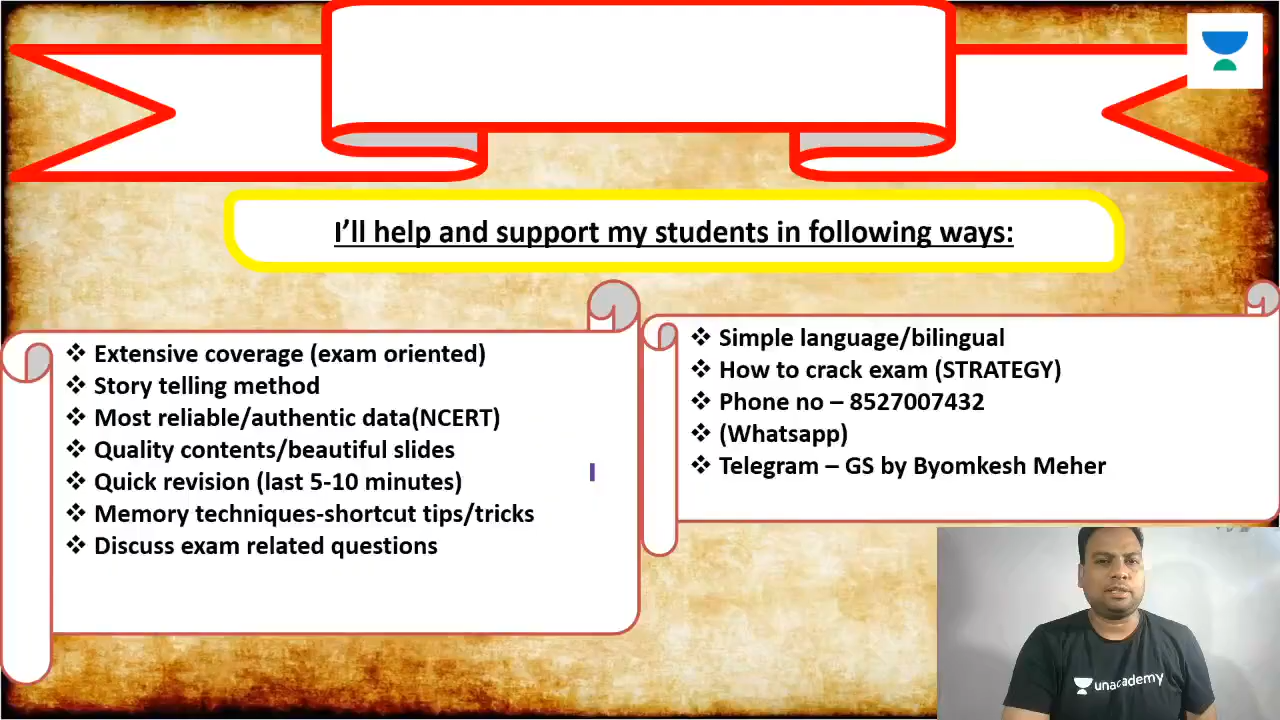 I’ll help and support my students in following ways:
❖ Extensive coverage (exam oriented)
❖ Story telling method
❖ Most reliable/authentic data(NCERT)
❖ Quality contents/beautiful slides
❖ Quick revision (last 5-10 minutes)
❖ Memory techniques-shortcut tips/tricks
❖ Discuss exam related questions
❖ Simple language/bilingual
❖ How to crack exam (STRATEGY)
❖ Phone no – 8527007432
❖ (Whatsapp)
❖ Telegram – GS by Byomkesh Meher
unacademy